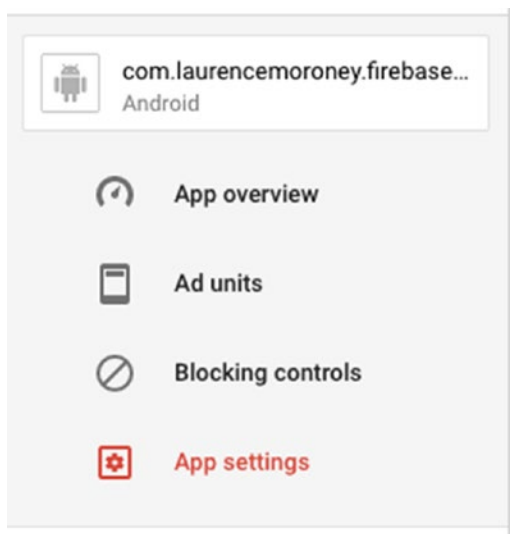 com.laurencemoroney.firebase...
Android
App overview
Ad units
Blocking controls
App settings